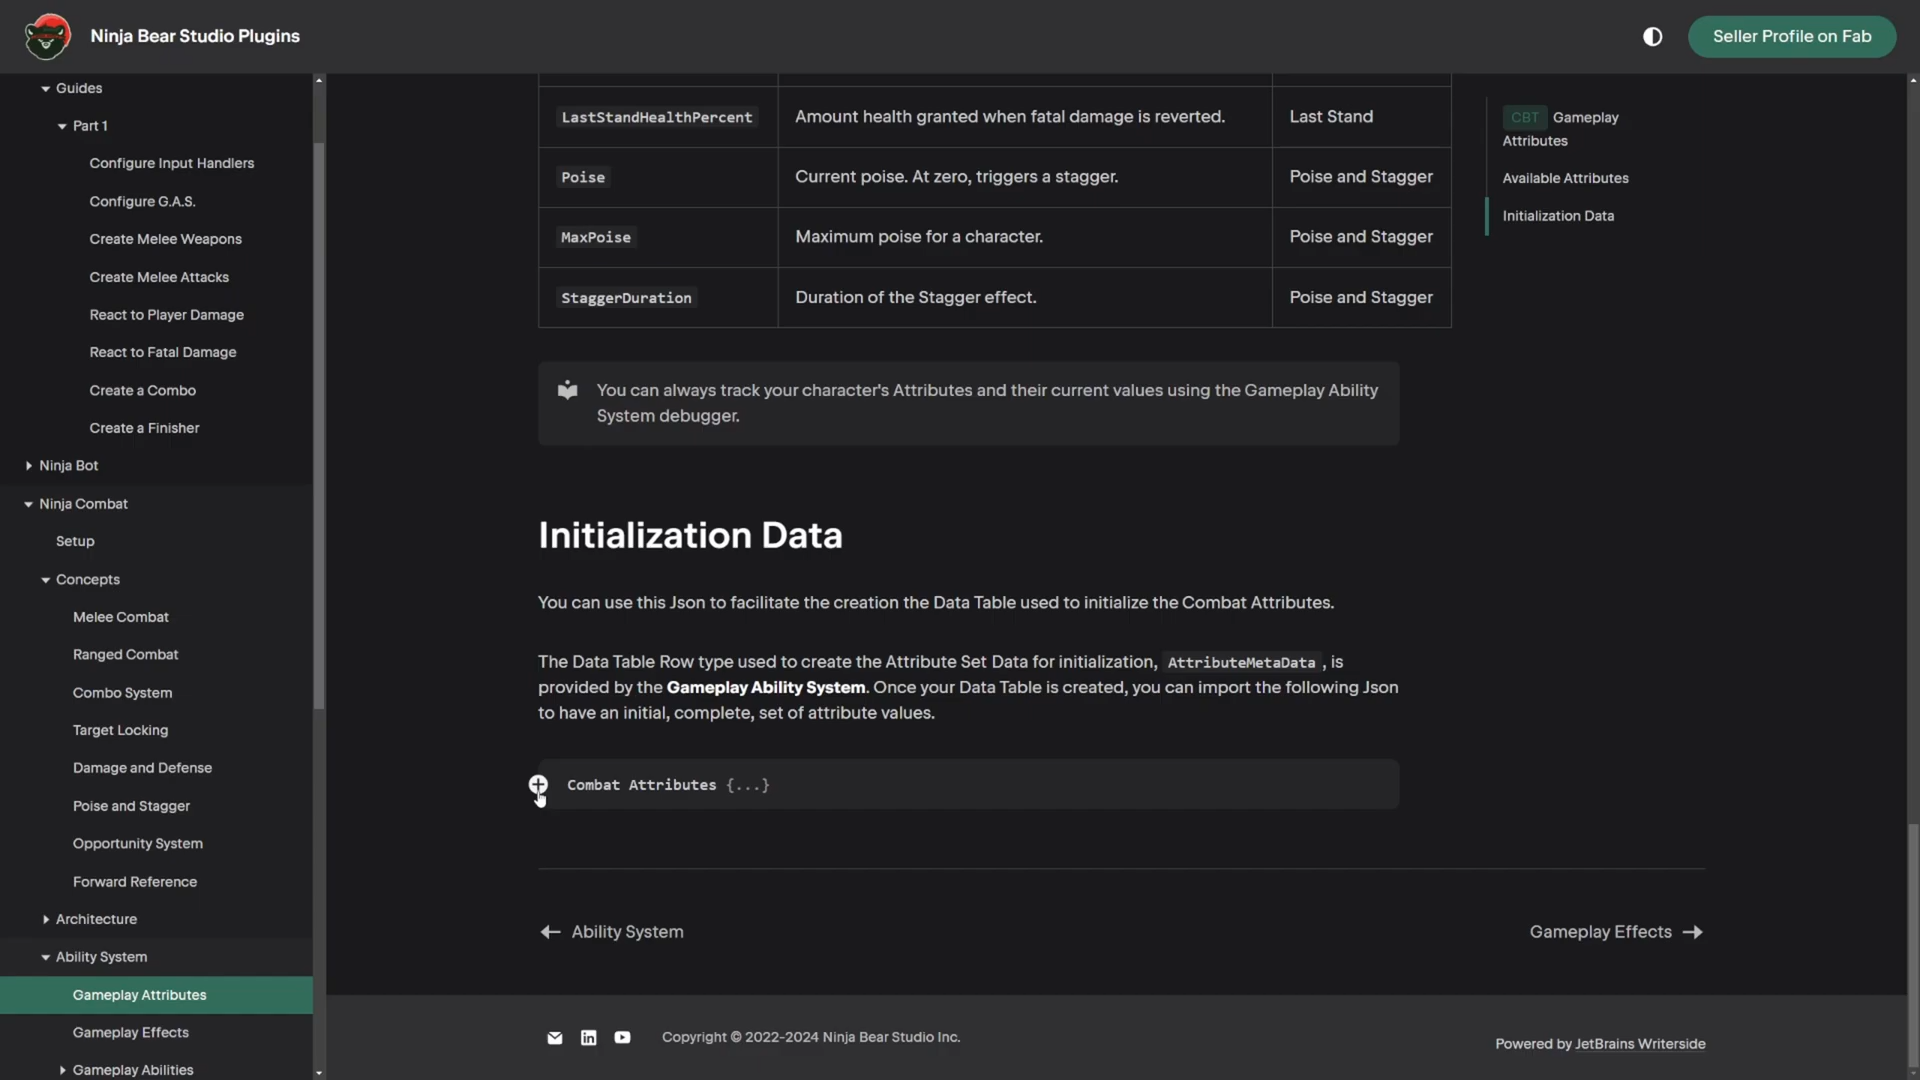 Ninja Bear Studio Plugins
Seller Profile on Fab
Guides
Part 1
Configure Input Handlers
Configure G.A.S.
Create Melee Weapons
Create Melee Attacks
React to Player Damage
React to Fatal Damage
Create a Combo
Create a Finisher
Ninja Bot
Ninja Combat
Setup
Concepts
Melee Combat
Ranged Combat
Combo System
Target Locking
Damage and Defense
Poise and Stagger
Opportunity System
Forward Reference
Architecture
Ability System
Gameplay Attributes
Gameplay Effects
Gameplay Abilities
LastStandHealthPercent Amount health granted when fatal damage is reverted. Last Stand
Poise Current poise. At zero, triggers a stagger. Poise and Stagger
MaxPoise Maximum poise for a character. Poise and Stagger
StaggerDuration Duration of the Stagger effect. Poise and Stagger
You can always track your character's Attributes and their current values using the Gameplay Ability
System debugger.
Initialization Data
You can use this Json to facilitate the creation the Data Table used to initialize the Combat Attributes.
The Data Table Row type used to create the Attribute Set Data for initialization, AttributeMetaData , is
provided by the Gameplay Ability System. Once your Data Table is created, you can import the following Json
to have an initial, complete, set of attribute values.
Combat Attributes {...}
Ability System
Gameplay Effects
CBT Gameplay
Attributes
Available Attributes
Initialization Data
Copyright © 2022-2024 Ninja Bear Studio Inc.
Powered by JetBrains Writerside